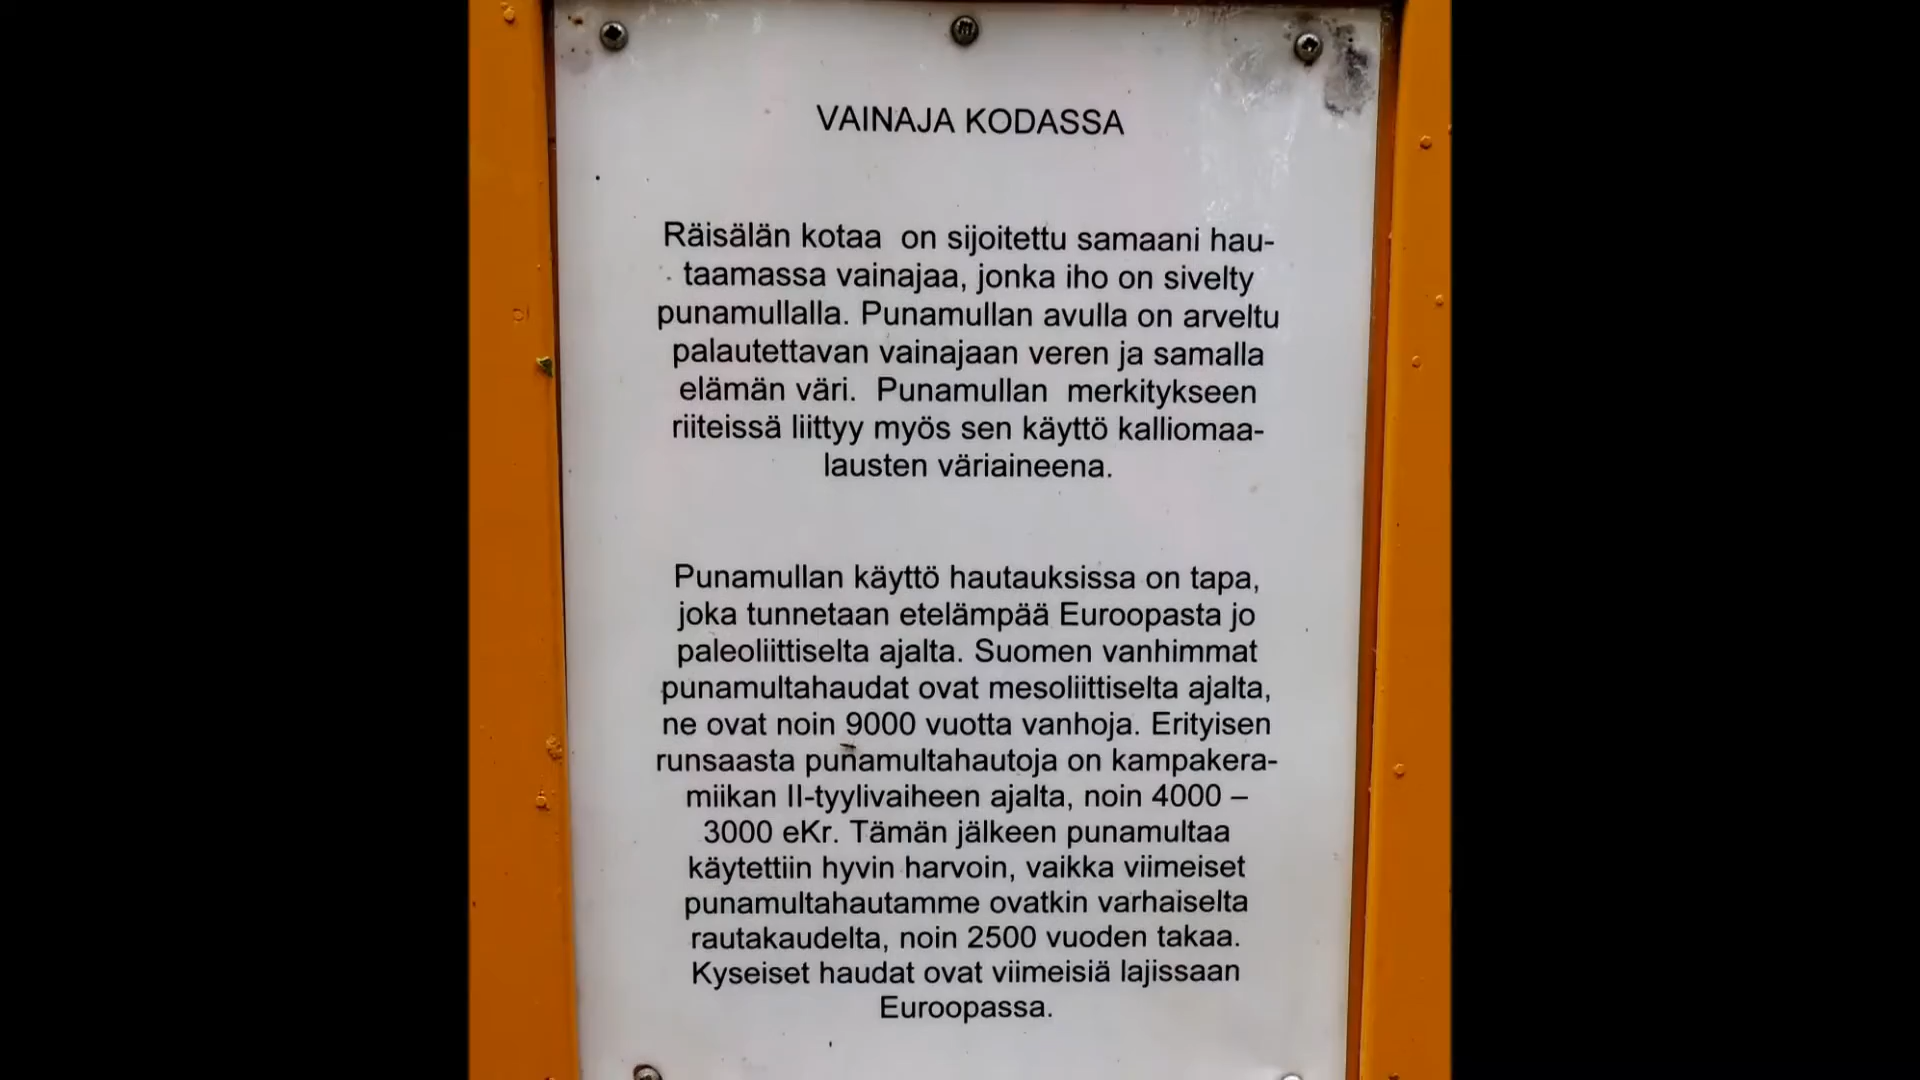 VAINAJA KODASSA
Räisälän kotaa on sijoitettu samaani hau-
taamassa vainajaa, jonka iho on sivelty
punamullalla. Punamullan avulla on arveltu
palautettavan vainajaan veren ja samalla
elämän väri. Punamullan merkitykseen
riiteissä liittyy myös sen käyttö kalliomaa-
lausten väriaineena.
Punamullan käyttö hautauksissa on tapa,
joka tunnetaan etelämpää Euroopasta jo
paleoliittiselta ajalta. Suomen vanhimmat
punamultahaudat ovat mesoliittiselta ajalta,
ne ovat noin 9000 vuotta vanhoja. Erityisen
runsaasta punamultahautoja on kampakera-
miikan II-tyylivaiheen ajalta, noin 4000 –
3000 eKr. Tämän jälkeen punamultaa
käytettiin hyvin harvoin, vaikka viimeiset
punamultahautamme ovatkin varhaiselta
rautakaudelta, noin 2500 vuoden takaa.
Kyseiset haudat ovat viimeisiä lajissaan
Euroopassa.